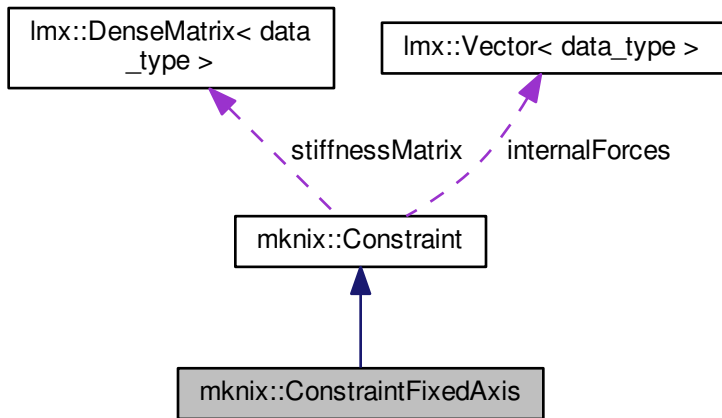 lmx::DenseMatrix< data
_type >
lmx::Vector< data_type >
stiffnessMatrix
internalForces
mknix::Constraint
mknix::ConstraintFixedAxis